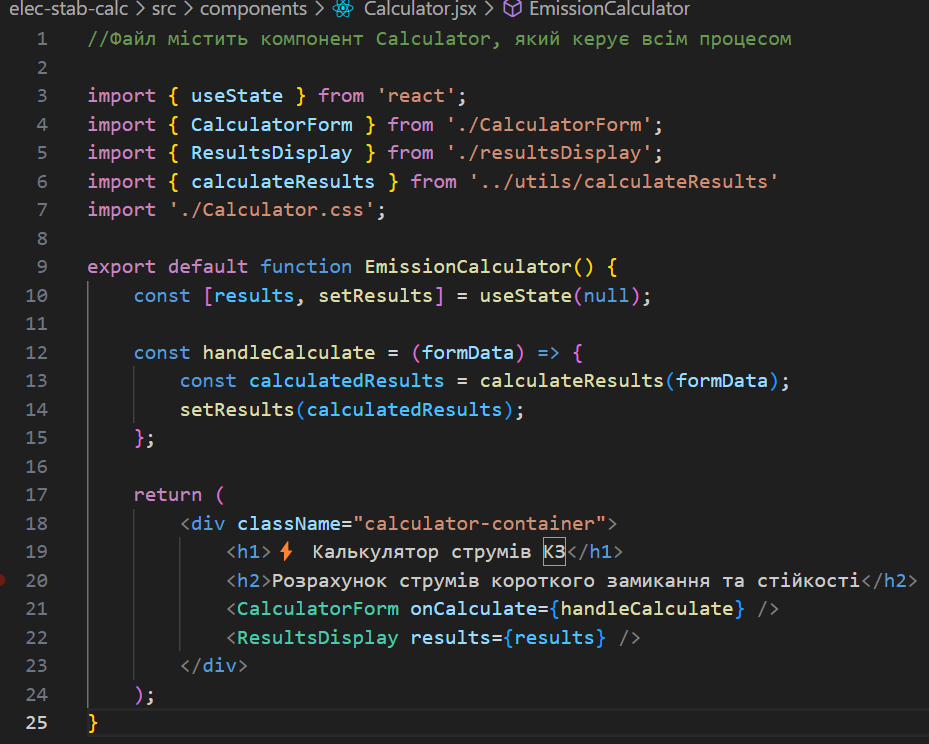 elec-stab-calc > src > components > Calculator.jsx > EmissionCalculator
1 //Файл містить компонент Calculator, який керує всім процесом
2
3 import { useState } from 'react';
4 import { CalculatorForm } from './CalculatorForm';
5 import { ResultsDisplay } from './resultsDisplay';
6 import { calculateResults } from '../utils/calculateResults'
7 import './Calculator.css';
8
9 export default function EmissionCalculator() {
10 const [results, setResults] = useState(null);
11
12 const handleCalculate = (formData) => {
13 const calculatedResults = calculateResults(formData);
14 setResults(calculatedResults);
15 };
16
17 return (
18 <div className="calculator-container">
19 <h1>⚡ Калькулятор струмів КЗ</h1>
20 <h2>Розрахунок струмів короткого замикання та стійкості</h2>
21 <CalculatorForm onCalculate={handleCalculate} />
22 <ResultsDisplay results={results} />
23 </div>
24 );
25 }